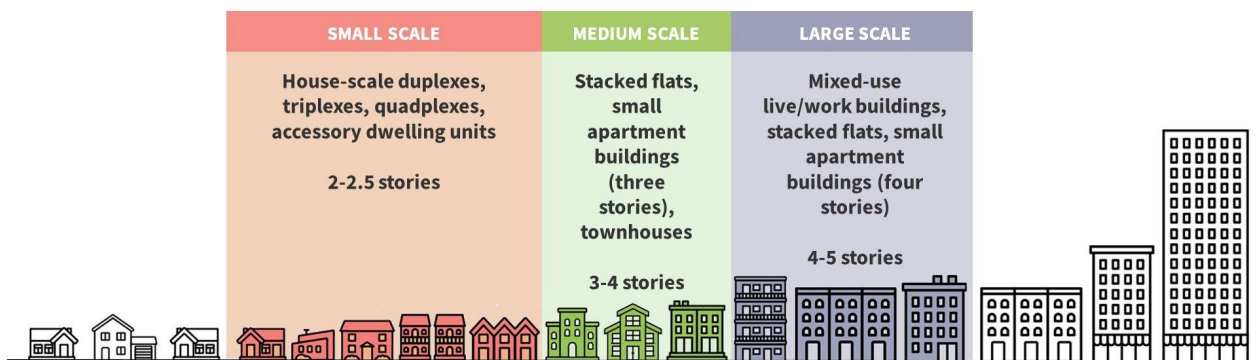 SMALL SCALE
House-scale duplexes,
triplexes, quadplexes,
accessory dwelling units
2-2.5 stories
MEDIUM SCALE
Stacked flats,
small
apartment
buildings
(three
stories),
townhouses
3-4 stories
LARGE SCALE
Mixed-use
live/work buildings,
stacked flats, small
apartment
buildings (four
stories)
4-5 stories